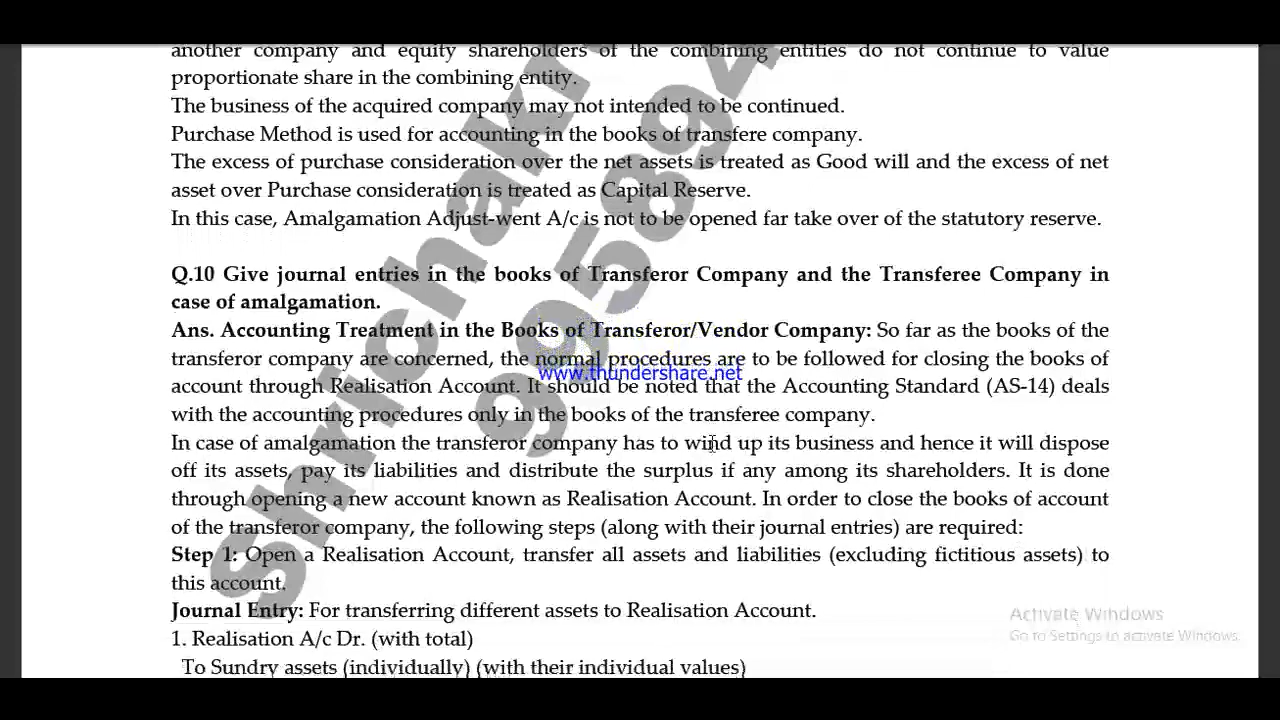 another company and equity shareholders of the combining entities do not continue to value
proportionate share in the combining entity.
The business of the acquired company may not intended to be continued.
Purchase Method is used for accounting in the books of transfere company.
The excess of purchase consideration over the net assets is treated as Good will and the excess of net
asset over Purchase consideration is treated as Capital Reserve.
In this case, Amalgamation Adjust-went A/c is not to be opened far take over of the statutory reserve.
Q.10 Give journal entries in the books of Transferor Company and the Transferee Company in
case of amalgamation.
Ans. Accounting Treatment in the Books of Transferor/Vendor Company: So far as the books of the
transferor company are concerned, the normal procedures are to be followed for closing the books of
www.thundershare.net
account through Realisation Account. It should be noted that the Accounting Standard (AS-14) deals
with the accounting procedures only in the books of the transferee company.
In case of amalgamation the transferor company has to wind up its business and hence it will dispose
off its assets, pay its liabilities and distribute the surplus if any among its shareholders. It is done
through opening a new account known as Realisation Account. In order to close the books of account
of the transferor company, the following steps (along with their journal entries) are required:
Step 1: Open a Realisation Account, transfer all assets and liabilities (excluding fictitious assets) to
this account.
Journal Entry: For transferring different assets to Realisation Account.
1. Realisation A/c Dr. (with total)
To Sundry assets (individually) (with their individual values)
Activate Windows
Go to Settings to activate Windows.